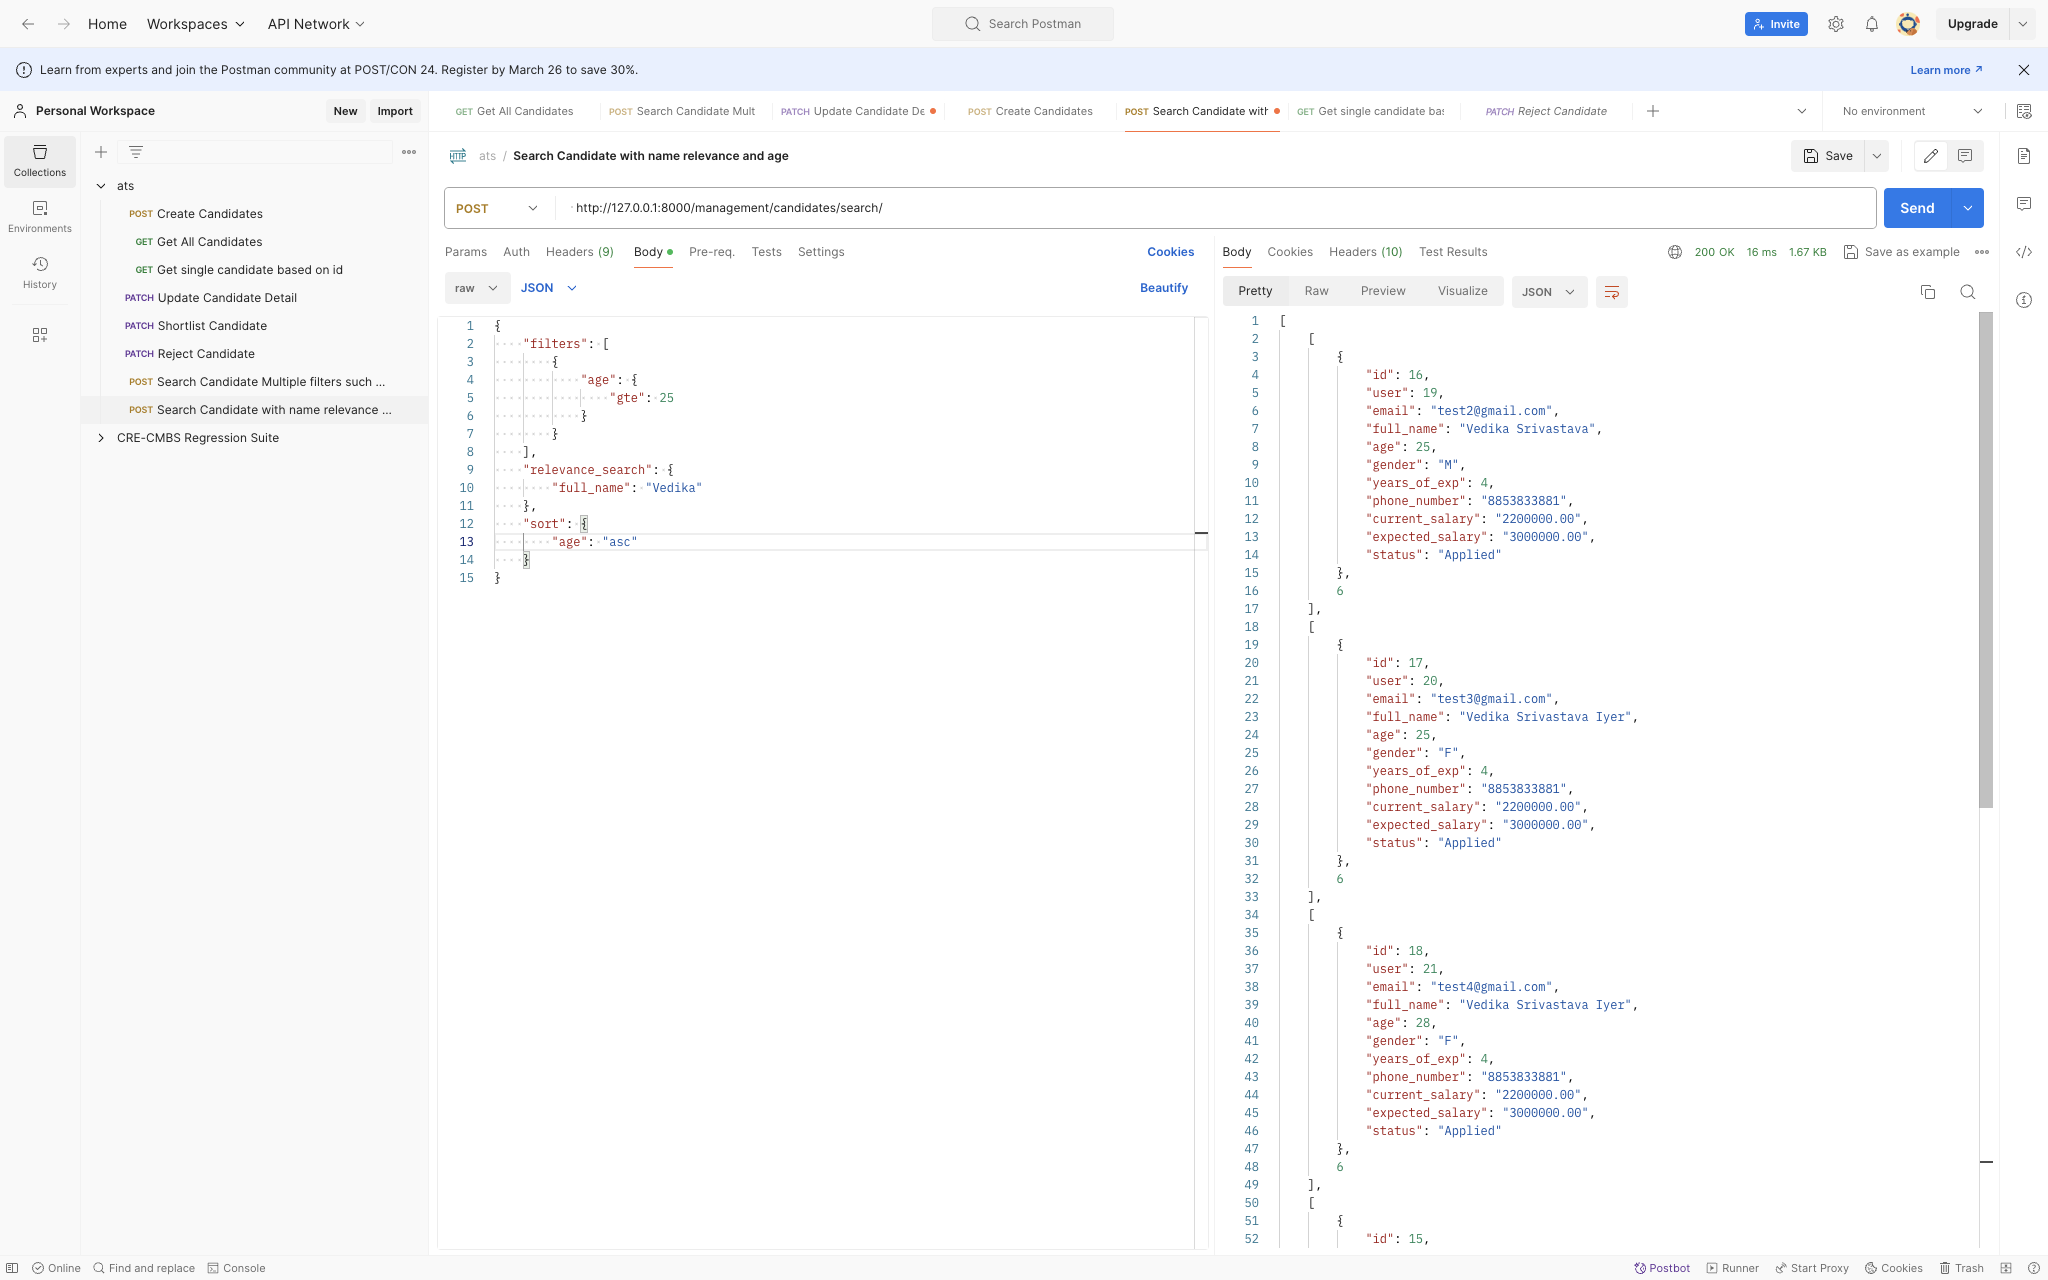 Home
Workspaces
API Network
Search Postman
Invite
Upgrade
Learn from experts and join the Postman community at POST/CON 24. Register by March 26 to save 30%.
Learn more ↗
Personal Workspace
New
Import
GET Get All Candidates
POST Search Candidate Mult
PATCH Update Candidate De
POST Create Candidates
POST Search Candidate with
GET Get single candidate bas
PATCH Reject Candidate
No environment
Collections
Environments
History
ats
POST Create Candidates
GET Get All Candidates
GET Get single candidate based on id
PATCH Update Candidate Detail
PATCH Shortlist Candidate
PATCH Reject Candidate
POST Search Candidate Multiple filters such ...
POST Search Candidate with name relevance ...
CRE-CMBS Regression Suite
HTTP ats / Search Candidate with name relevance and age
Save
POST
http://127.0.0.1:8000/management/candidates/search/
Send
Params
Auth
Headers (9)
Body
Pre-req.
Tests
Settings
Cookies
raw
JSON
Beautify
1 {
2 "filters": [
3 {
4 "age": {
5 "gte": 25
6 }
7 }
8 ],
9 "relevance_search": {
10 "full_name": "Vedika"
11 },
12 "sort": {
13 "age": "asc"
14 }
15 }
Body
Cookies
Headers (10)
Test Results
200 OK
16 ms
1.67 KB
Save as example
Pretty
Raw
Preview
Visualize
JSON
1 [
2 [
3 {
4 "id": 16,
5 "user": 19,
6 "email": "test2@gmail.com",
7 "full_name": "Vedika Srivastava",
8 "age": 25,
9 "gender": "M",
10 "years_of_exp": 4,
11 "phone_number": "8853833881",
12 "current_salary": "2200000.00",
13 "expected_salary": "3000000.00",
14 "status": "Applied"
15 },
16 6
17 ],
18 [
19 {
20 "id": 17,
21 "user": 20,
22 "email": "test3@gmail.com",
23 "full_name": "Vedika Srivastava Iyer",
24 "age": 25,
25 "gender": "F",
26 "years_of_exp": 4,
27 "phone_number": "8853833881",
28 "current_salary": "2200000.00",
29 "expected_salary": "3000000.00",
30 "status": "Applied"
31 },
32 6
33 ],
34 [
35 {
36 "id": 18,
37 "user": 21,
38 "email": "test4@gmail.com",
39 "full_name": "Vedika Srivastava Iyer",
40 "age": 28,
41 "gender": "F",
42 "years_of_exp": 4,
43 "phone_number": "8853833881",
44 "current_salary": "2200000.00",
45 "expected_salary": "3000000.00",
46 "status": "Applied"
47 },
48 6
49 ],
50 [
51 {
52 "id": 15,
Online
Find and replace
Console
Postbot
Runner
Start Proxy
Cookies
Trash